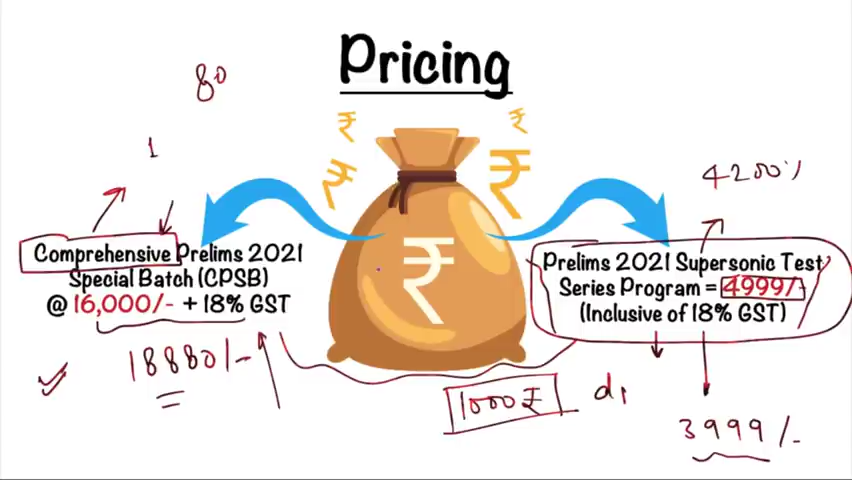 Pricing
80
1
4200/
Comprehensive Prelims 2021
Special Batch (CPSB)
@ 16,000/- + 18% GST
18880/-
₹
₹
₹
₹
₹
Prelims 2021 Supersonic Test
Series Program = 4999/-
(Inclusive of 18% GST)
1000 ₹
3999/-